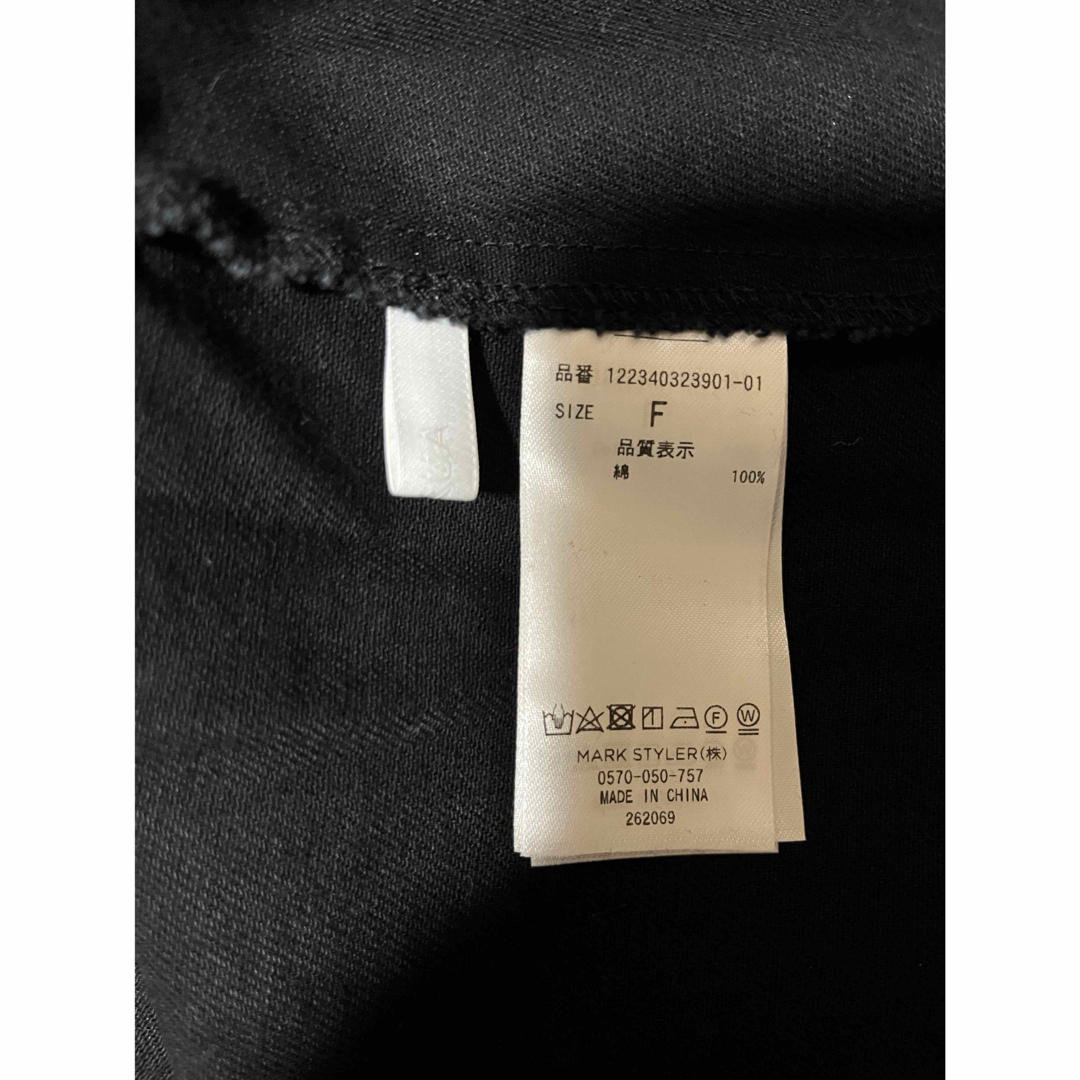 品番 122340323901-01
SIZE F
品質表示
綿 100%
F W
MARK STYLER(株)
0570-050-757
MADE IN CHINA
262069